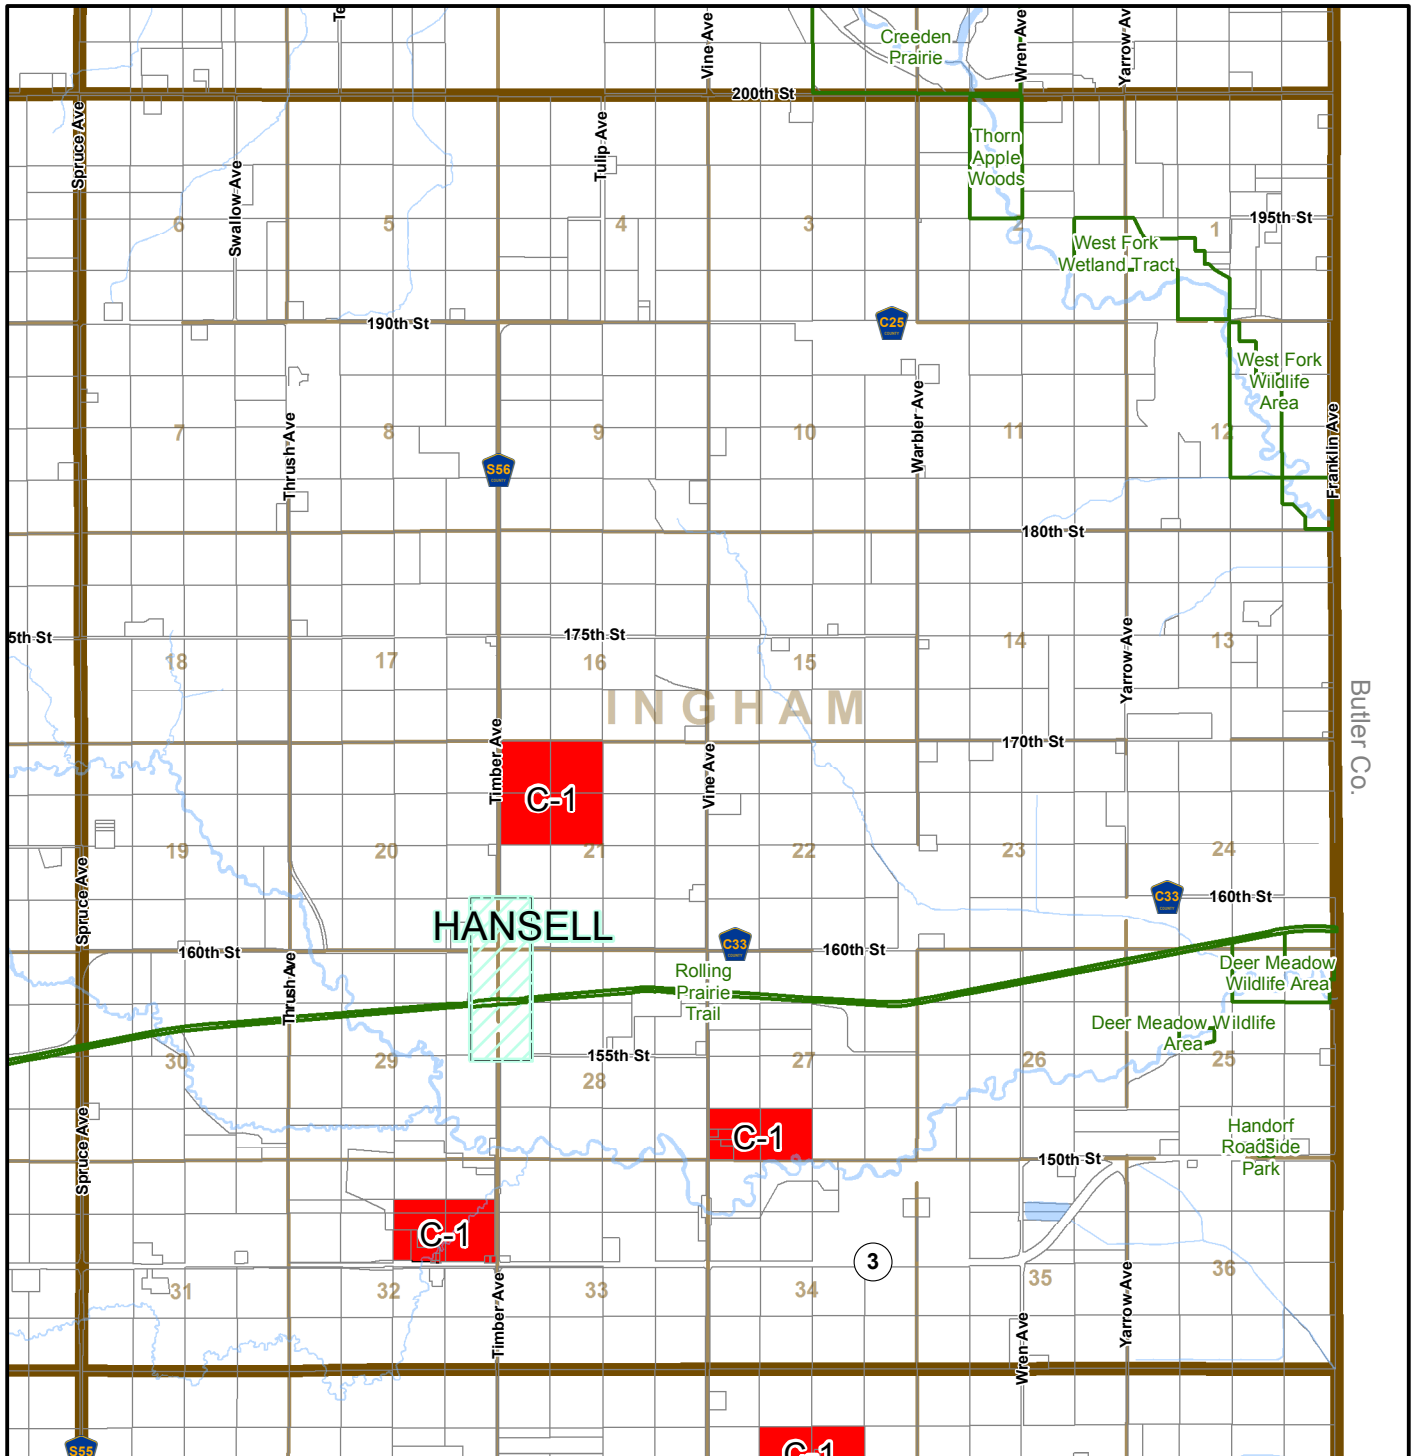 Te
Vine Ave
Creeden
Prairie
Wren Ave
Yarrow Av
200th St
Spruce Ave
Swallow Ave
Tulip Ave
Thorn
Apple
Woods
6
5
4
3
2
1
195th St
West Fork
Wetland Tract
190th St
C25
COUNTY
West Fork
Wildlife
Area
Thrush Ave
Warbler Ave
Franklin Ave
7
8
9
10
11
12
S56
COUNTY
180th St
5th St
175th St
18
17
16
15
14
13
Yarrow Ave
INGHAM
Butler Co.
170th St
Timber Ave
Vine Ave
C-1
19
20
21
22
23
24
Spruce Ave
C33
COUNTY
160th St
HANSELL
160th St
C33
COUNTY
160th St
Thrush Ave
Rolling
Prairie
Trail
Deer Meadow
Wildlife Area
Deer Meadow Wildlife
Area
155th St
30
29
28
27
26
25
Spruce Ave
C-1
Handorf
Roadside
Park
150th St
C-1
3
31
32
33
34
35
36
Timber Ave
Wren Ave
Yarrow Ave
S55
C-1